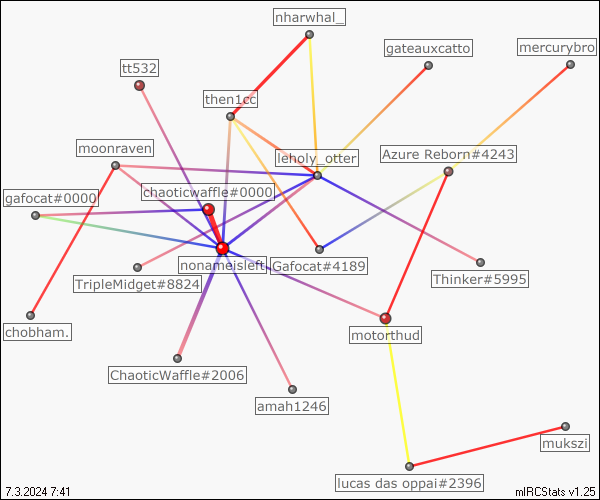 nharwhal_
gateauxcatto
mercurybro
tt532
then1cc
moonraven
leholy_otter
Azure Reborn#4243
gafocat#0000
chaoticwaffle#0000
nonameisleft
Gafocat#4189
TripleMidget#8824
Thinker#5995
chobham.
motorthud
ChaoticWaffle#2006
amah1246
mukszi
lucas das oppai#2396
7.3.2024 7:41
mIRCStats v1.25